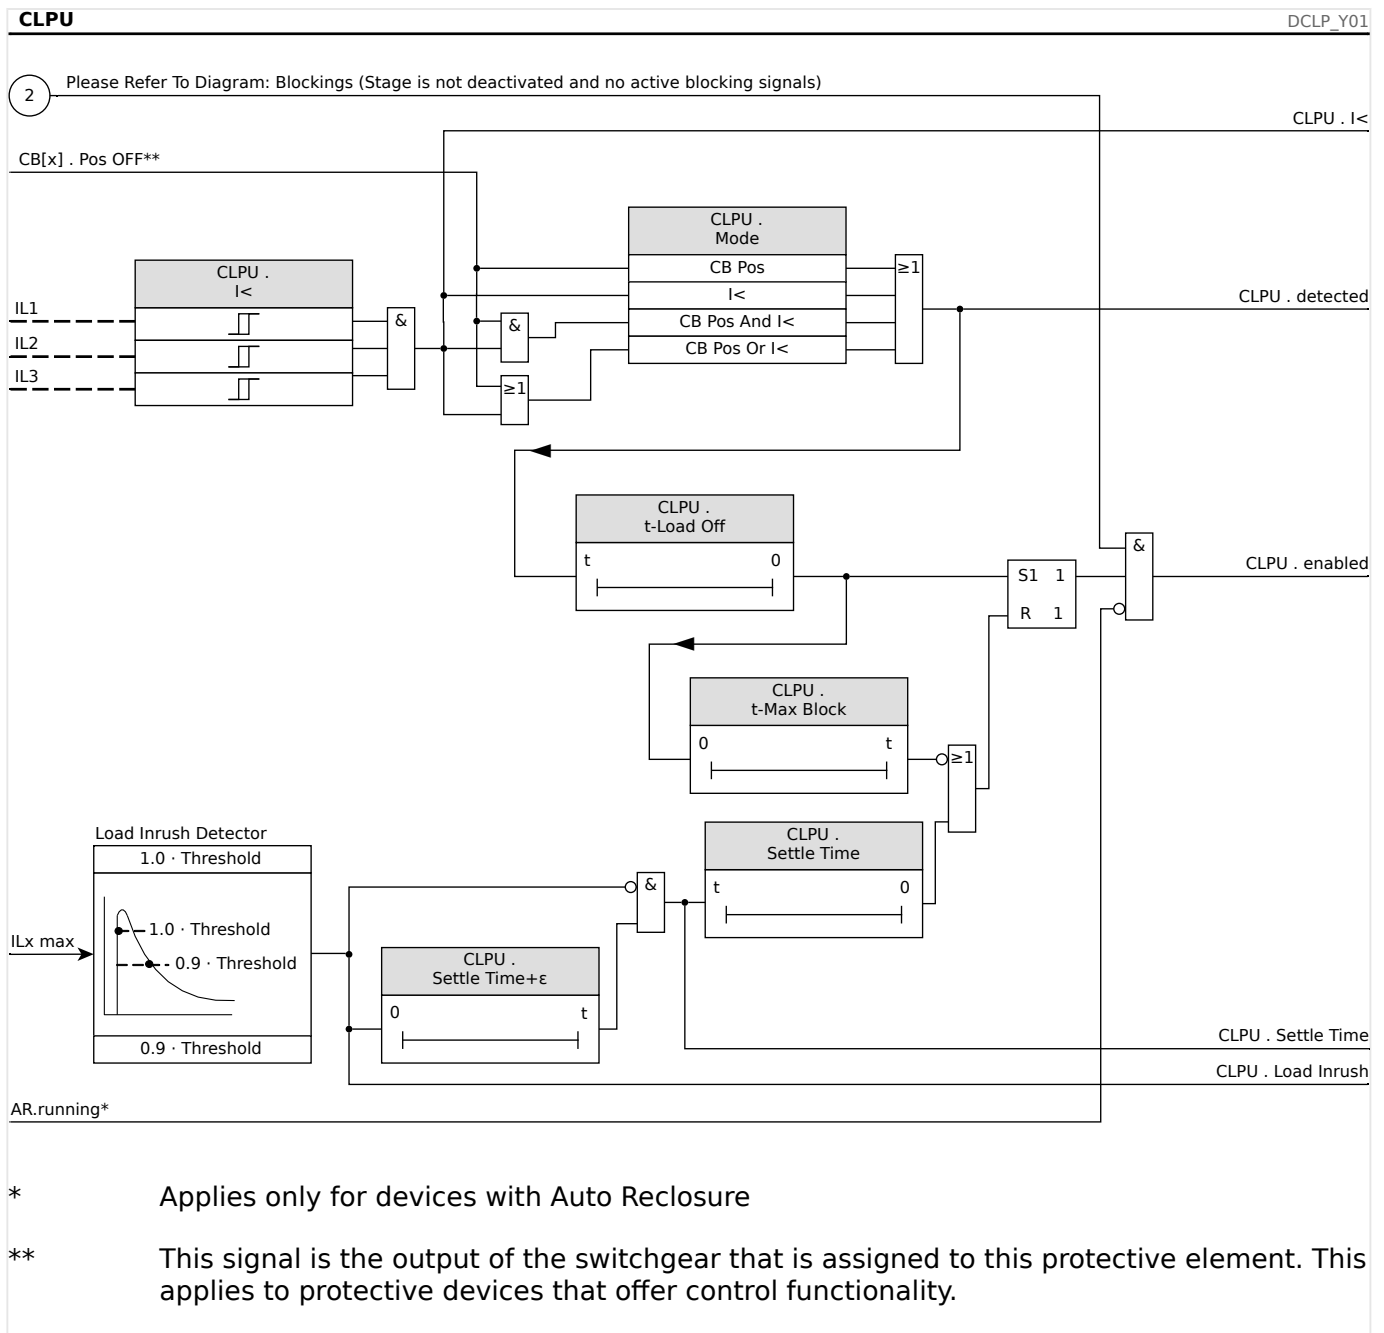 CLPU
DCLP_Y01
2
Please Refer To Diagram: Blockings (Stage is not deactivated and no active blocking signals)
CLPU . I<
CB[x] . Pos OFF**
CLPU .
Mode
CB Pos
I<
CB Pos And I<
CB Pos Or I<
≥1
CLPU .
I<
IL1
IL2
IL3
&
&
≥1
CLPU . detected
CLPU .
t-Load Off
t 0
S1 1
R 1
&
CLPU . enabled
CLPU .
t-Max Block
0 t
≥1
CLPU .
Settle Time
t 0
Load Inrush Detector
1.0 · Threshold
1.0 · Threshold
0.9 · Threshold
0.9 · Threshold
ILx max
&
CLPU .
Settle Time+ε
0 t
CLPU . Settle Time
CLPU . Load Inrush
AR.running*
* Applies only for devices with Auto Reclosure
** This signal is the output of the switchgear that is assigned to this protective element. This
applies to protective devices that offer control functionality.